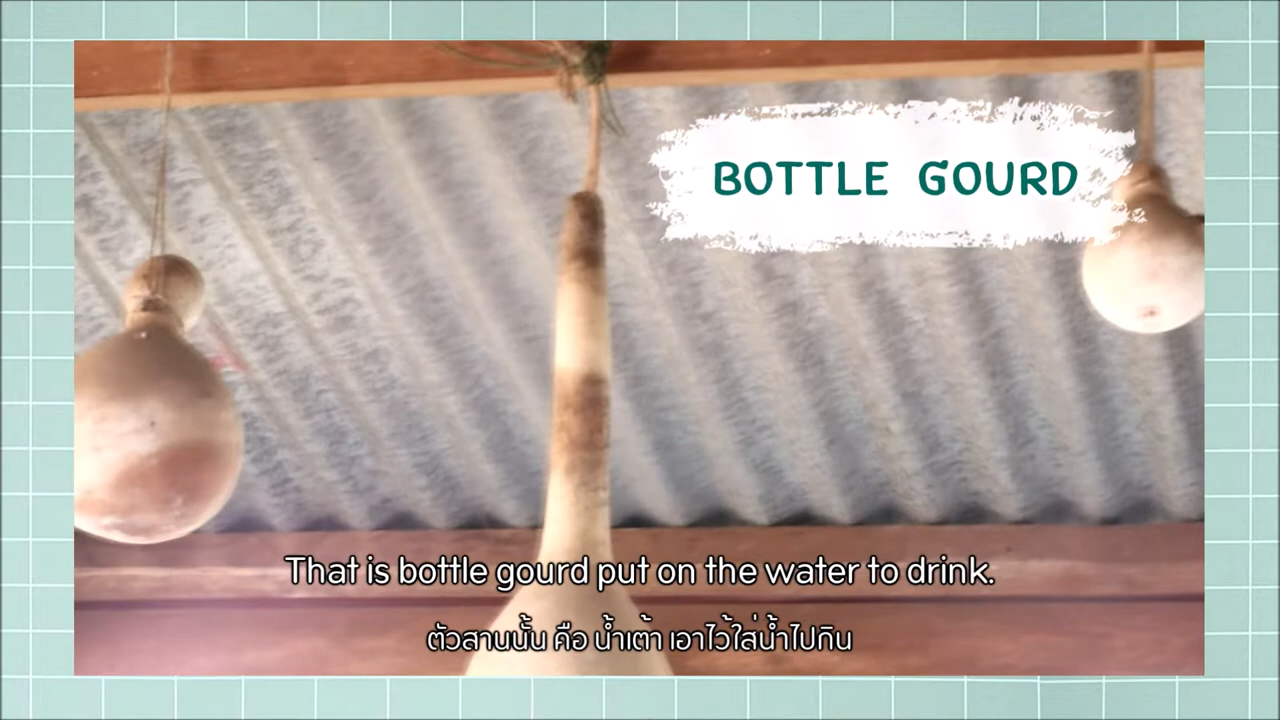 BOTTLE GOURD
That is bottle gourd put on the water to drink.
ตัวสานนั้น คือ น้ำเต้า เอาไว้ใส่น้ำไปกิน